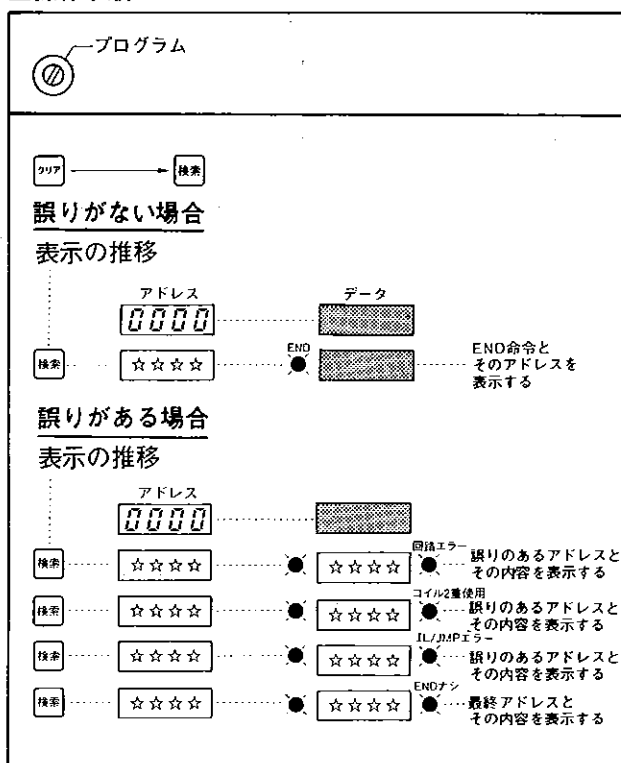 プログラム
クリア 検索
誤りがない場合
表示の推移
アドレス データ
0000
検索 ☆☆☆☆ END END命令と
そのアドレスを
表示する
誤りがある場合
表示の推移
アドレス
0000
検索 ☆☆☆☆ ☆☆☆☆ 回路エラー 誤りのあるアドレスと
その内容を表示する
検索 ☆☆☆☆ ☆☆☆☆ コイル2重使用 誤りのあるアドレスと
その内容を表示する
検索 ☆☆☆☆ ☆☆☆☆ IL/JMPエラー 誤りのあるアドレスと
その内容を表示する
検索 ☆☆☆☆ ☆☆☆☆ ENDナシ 最終アドレスと
その内容を表示する